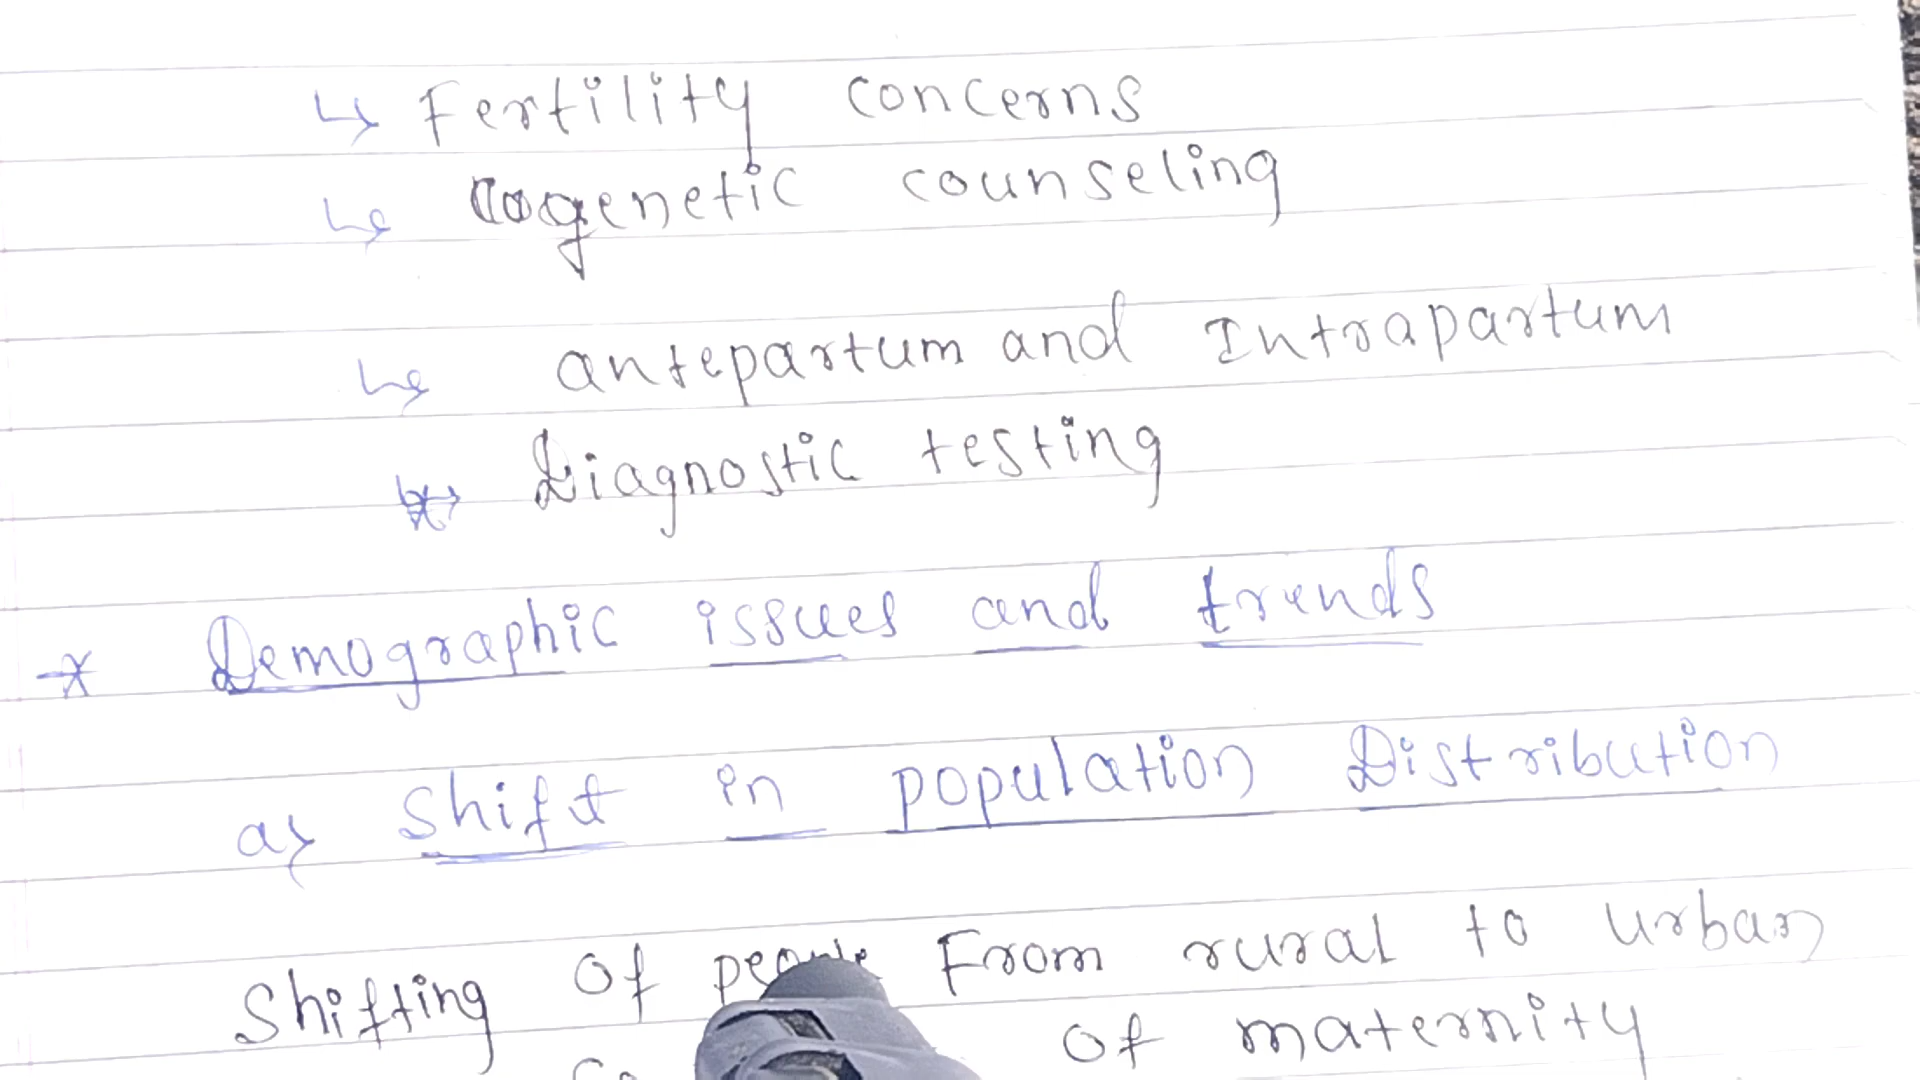 ↳ Fertility concerns
↳ genetic counseling
↳ antepartum and Intrapartum
↳ Diagnostic testing
* Demographic issues and trends
a) Shift in population Distribution
Shifting of people From rural to urban
of maternity